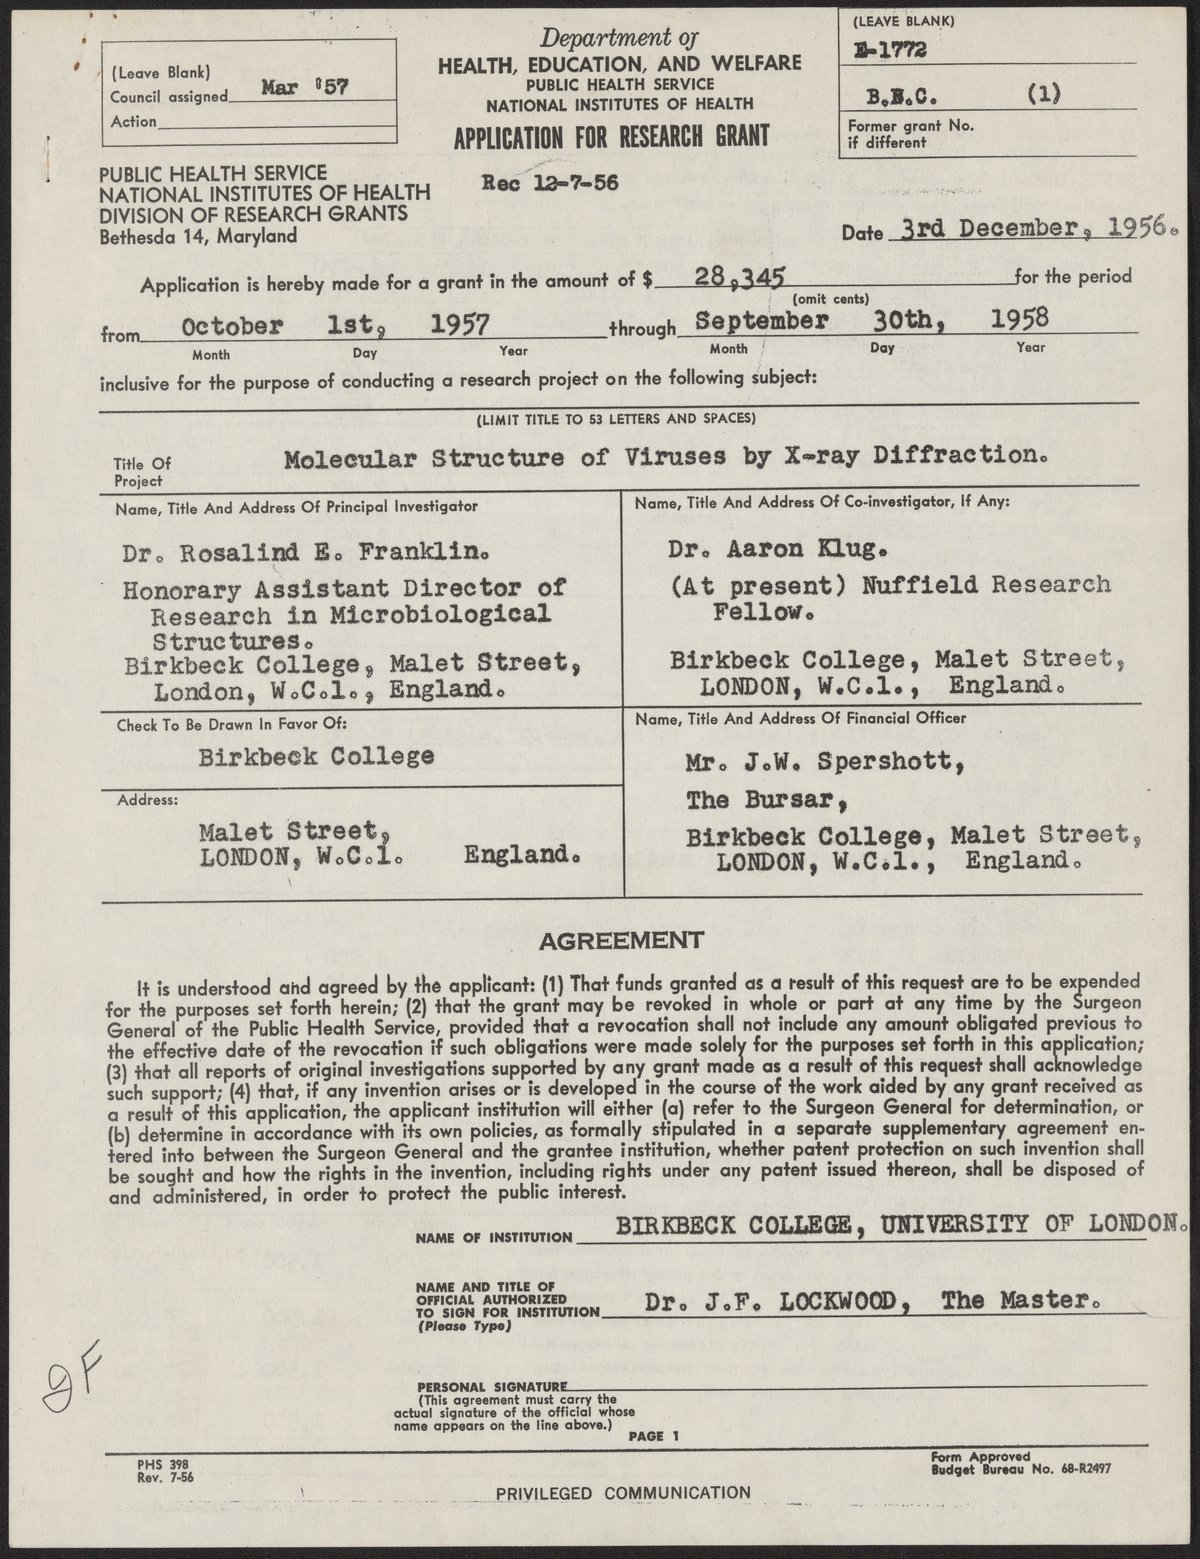 (Leave Blank)
Council assigned Mar '57
Action
Department of
HEALTH, EDUCATION, AND WELFARE
PUBLIC HEALTH SERVICE
NATIONAL INSTITUTES OF HEALTH
APPLICATION FOR RESEARCH GRANT
(LEAVE BLANK)
E-1772
B.B.C. (1)
Former grant No.
if different
PUBLIC HEALTH SERVICE
NATIONAL INSTITUTES OF HEALTH
DIVISION OF RESEARCH GRANTS
Bethesda 14, Maryland
Rec 12-7-56
Date 3rd December, 1956.
Application is hereby made for a grant in the amount of $ 28,345 for the period
(omit cents)
from October 1st, 1957 through September 30th, 1958
Month Day Year Month Day Year
inclusive for the purpose of conducting a research project on the following subject:
(LIMIT TITLE TO 53 LETTERS AND SPACES)
Title Of
Project
Molecular Structure of Viruses by X-ray Diffraction.
Name, Title And Address Of Principal Investigator
Dr. Rosalind E. Franklin.
Honorary Assistant Director of
Research in Microbiological
Structures.
Birkbeck College, Malet Street,
London, W.C.1., England.
Name, Title And Address Of Co-investigator, If Any:
Dr. Aaron Klug.
(At present) Nuffield Research
Fellow.
Birkbeck College, Malet Street,
LONDON, W.C.1., England.
Check To Be Drawn In Favor Of:
Birkbeck College
Address:
Malet Street,
LONDON, W.C.1. England.
Name, Title And Address Of Financial Officer
Mr. J.W. Spershott,
The Bursar,
Birkbeck College, Malet Street,
LONDON, W.C.1., England.
AGREEMENT
It is understood and agreed by the applicant: (1) That funds granted as a result of this request are to be expended
for the purposes set forth herein; (2) that the grant may be revoked in whole or part at any time by the Surgeon
General of the Public Health Service, provided that a revocation shall not include any amount obligated previous to
the effective date of the revocation if such obligations were made solely for the purposes set forth in this application;
(3) that all reports of original investigations supported by any grant made as a result of this request shall acknowledge
such support; (4) that, if any invention arises or is developed in the course of the work aided by any grant received as
a result of this application, the applicant institution will either (a) refer to the Surgeon General for determination, or
(b) determine in accordance with its own policies, as formally stipulated in a separate supplementary agreement en-
tered into between the Surgeon General and the grantee institution, whether patent protection on such invention shall
be sought and how the rights in the invention, including rights under any patent issued thereon, shall be disposed of
and administered, in order to protect the public interest.
NAME OF INSTITUTION BIRKBECK COLLEGE, UNIVERSITY OF LONDON.
NAME AND TITLE OF
OFFICIAL AUTHORIZED
TO SIGN FOR INSTITUTION Dr. J.F. LOCKWOOD, The Master.
(Please Type)
PERSONAL SIGNATURE
(This agreement must carry the
actual signature of the official whose
name appears on the line above.)
PAGE 1
PHS 398
Rev. 7-56
Form Approved
Budget Bureau No. 68-R2497
PRIVILEGED COMMUNICATION